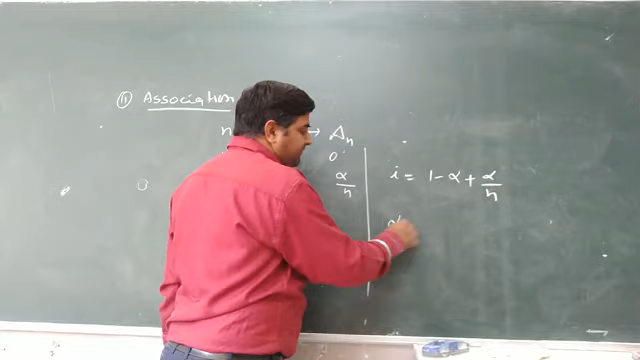 (ii) Association
n → Aₙ
0
α/n
i = 1 - α + α/n
α